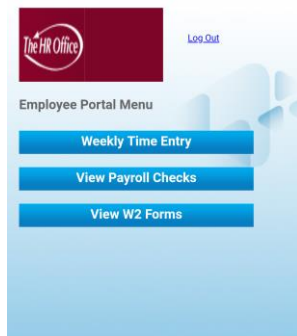 The HR Office
Log Out
Employee Portal Menu
Weekly Time Entry
View Payroll Checks
View W2 Forms